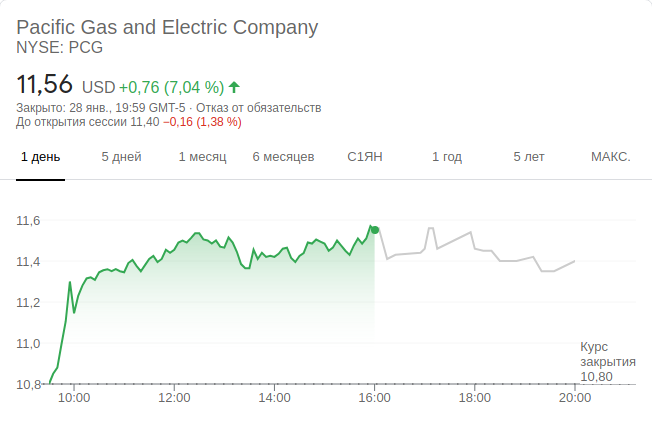 Pacific Gas and Electric Company
NYSE: PCG
11,56 USD +0,76 (7,04 %)
Закрыто: 28 янв., 19:59 GMT-5 · Отказ от обязательств
До открытия сессии 11,40 −0,16 (1,38 %)
1 день 5 дней 1 месяц 6 месяцев С1ЯН 1 год 5 лет МАКС.
11,6
11,4
11,2
11,0
Курс
закрытия
10,80
10,8
10:00 12:00 14:00 16:00 18:00 20:00